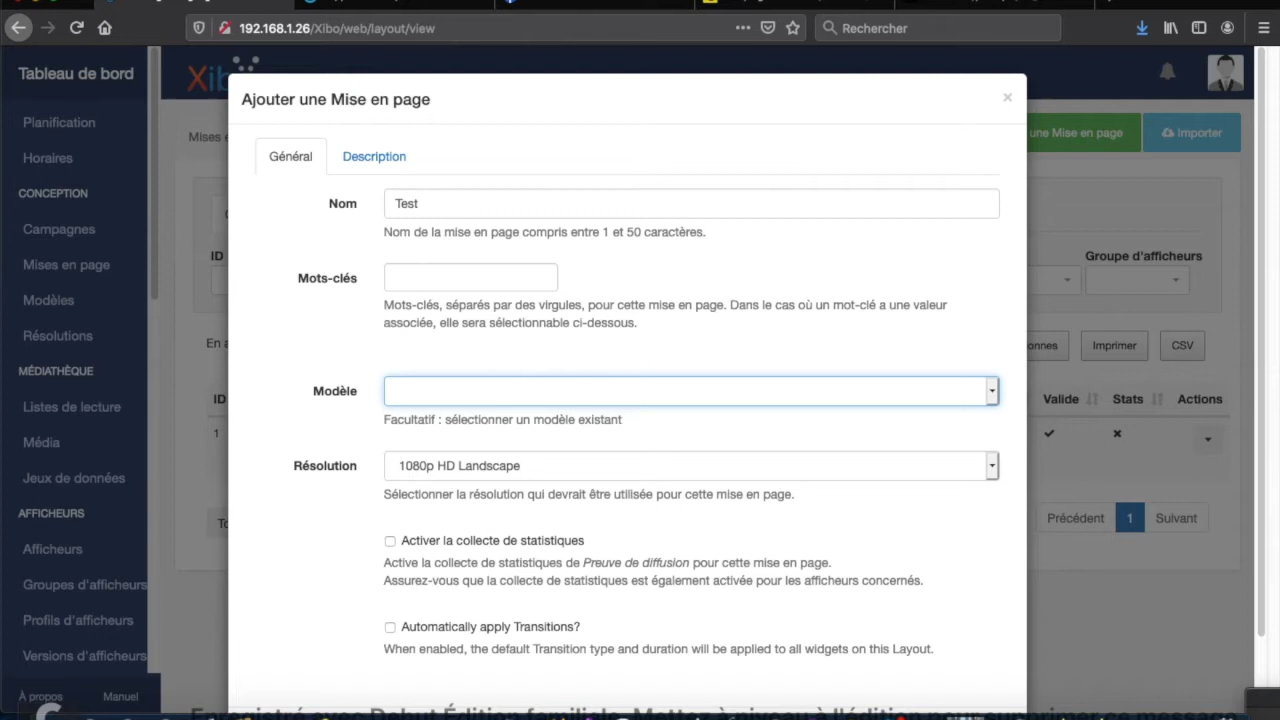 192.168.1.26/Xibo/web/layout/view
Rechercher
Tableau de bord
Planification
Horaires
CONCEPTION
Campagnes
Mises en page
Modèles
Résolutions
MÉDIATHÈQUE
Listes de lecture
Média
Jeux de données
AFFICHEURS
Afficheurs
Groupes d'afficheurs
Profils d'afficheurs
Versions d'afficheurs
À propos Manuel
Xib
Mises
une Mise en page
Importer
ID
Groupe d'afficheurs
En a
onnes Imprimer CSV
ID Valide Stats Actions
1
To
Précédent 1 Suivant
Ajouter une Mise en page ×
Général Description
Nom Test
Nom de la mise en page compris entre 1 et 50 caractères.
Mots-clés
Mots-clés, séparés par des virgules, pour cette mise en page. Dans le cas où un mot-clé a une valeur
associée, elle sera sélectionnable ci-dessous.
Modèle
Facultatif : sélectionner un modèle existant
Résolution 1080p HD Landscape
Sélectionner la résolution qui devrait être utilisée pour cette mise en page.
Activer la collecte de statistiques
Active la collecte de statistiques de Preuve de diffusion pour cette mise en page.
Assurez-vous que la collecte de statistiques est également activée pour les afficheurs concernés.
Automatically apply Transitions?
When enabled, the default Transition type and duration will be applied to all widgets on this Layout.